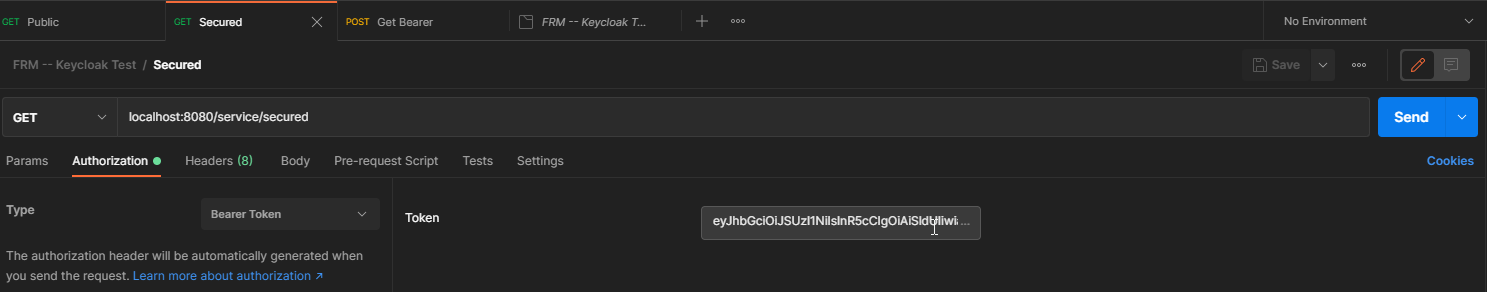 GET Public
GET Secured
POST Get Bearer
FRM -- Keycloak T...
No Environment
FRM -- Keycloak Test / Secured
Save
GET
localhost:8080/service/secured
Send
Params
Authorization
Headers (8)
Body
Pre-request Script
Tests
Settings
Cookies
Type
Bearer Token
The authorization header will be automatically generated when
you send the request. Learn more about authorization ↗
Token